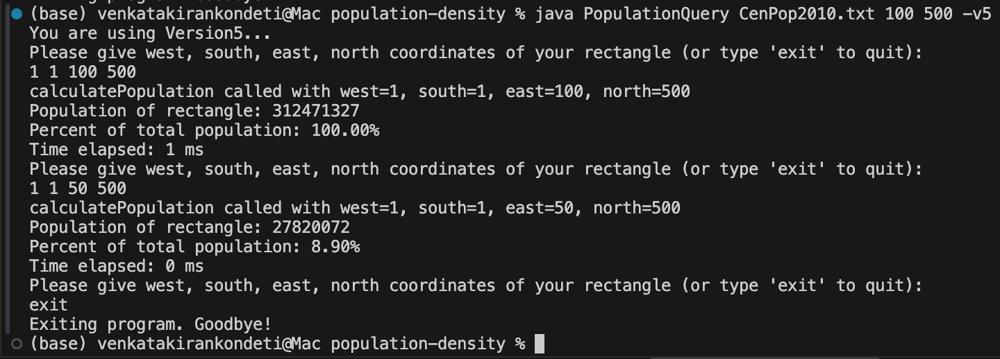 (base) venkatakirankondeti@Mac population-density % java PopulationQuery CenPop2010.txt 100 500 -v5
You are using Version5...
Please give west, south, east, north coordinates of your rectangle (or type 'exit' to quit):
1 1 100 500
calculatePopulation called with west=1, south=1, east=100, north=500
Population of rectangle: 312471327
Percent of total population: 100.00%
Time elapsed: 1 ms
Please give west, south, east, north coordinates of your rectangle (or type 'exit' to quit):
1 1 50 500
calculatePopulation called with west=1, south=1, east=50, north=500
Population of rectangle: 27820072
Percent of total population: 8.90%
Time elapsed: 0 ms
Please give west, south, east, north coordinates of your rectangle (or type 'exit' to quit):
exit
Exiting program. Goodbye!
(base) venkatakirankondeti@Mac population-density %